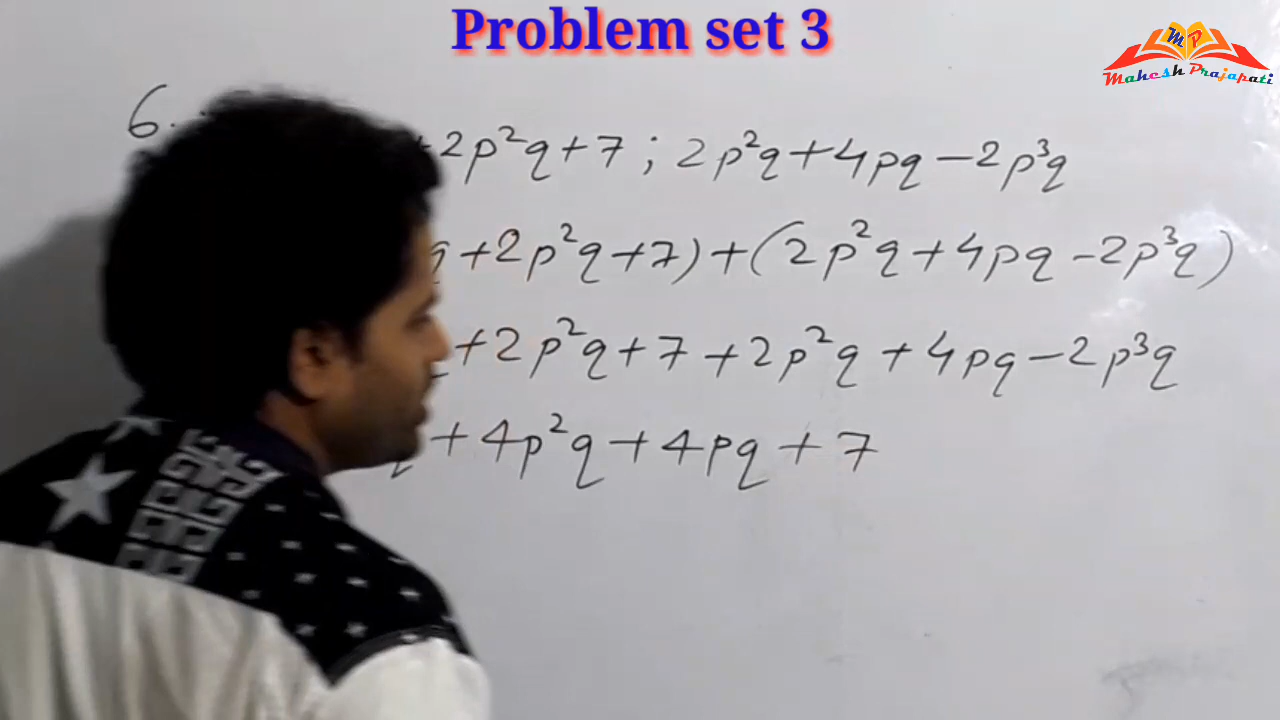 Problem set 3
MP
Mahesh Prajapati
6.
+2p²q+7 ; 2p²q+4pq-2p³q
q+2p²q+7)+(2p²q+4pq-2p³q)
+2p²q+7+2p²q+4pq-2p³q
q+4p²q+4pq+7